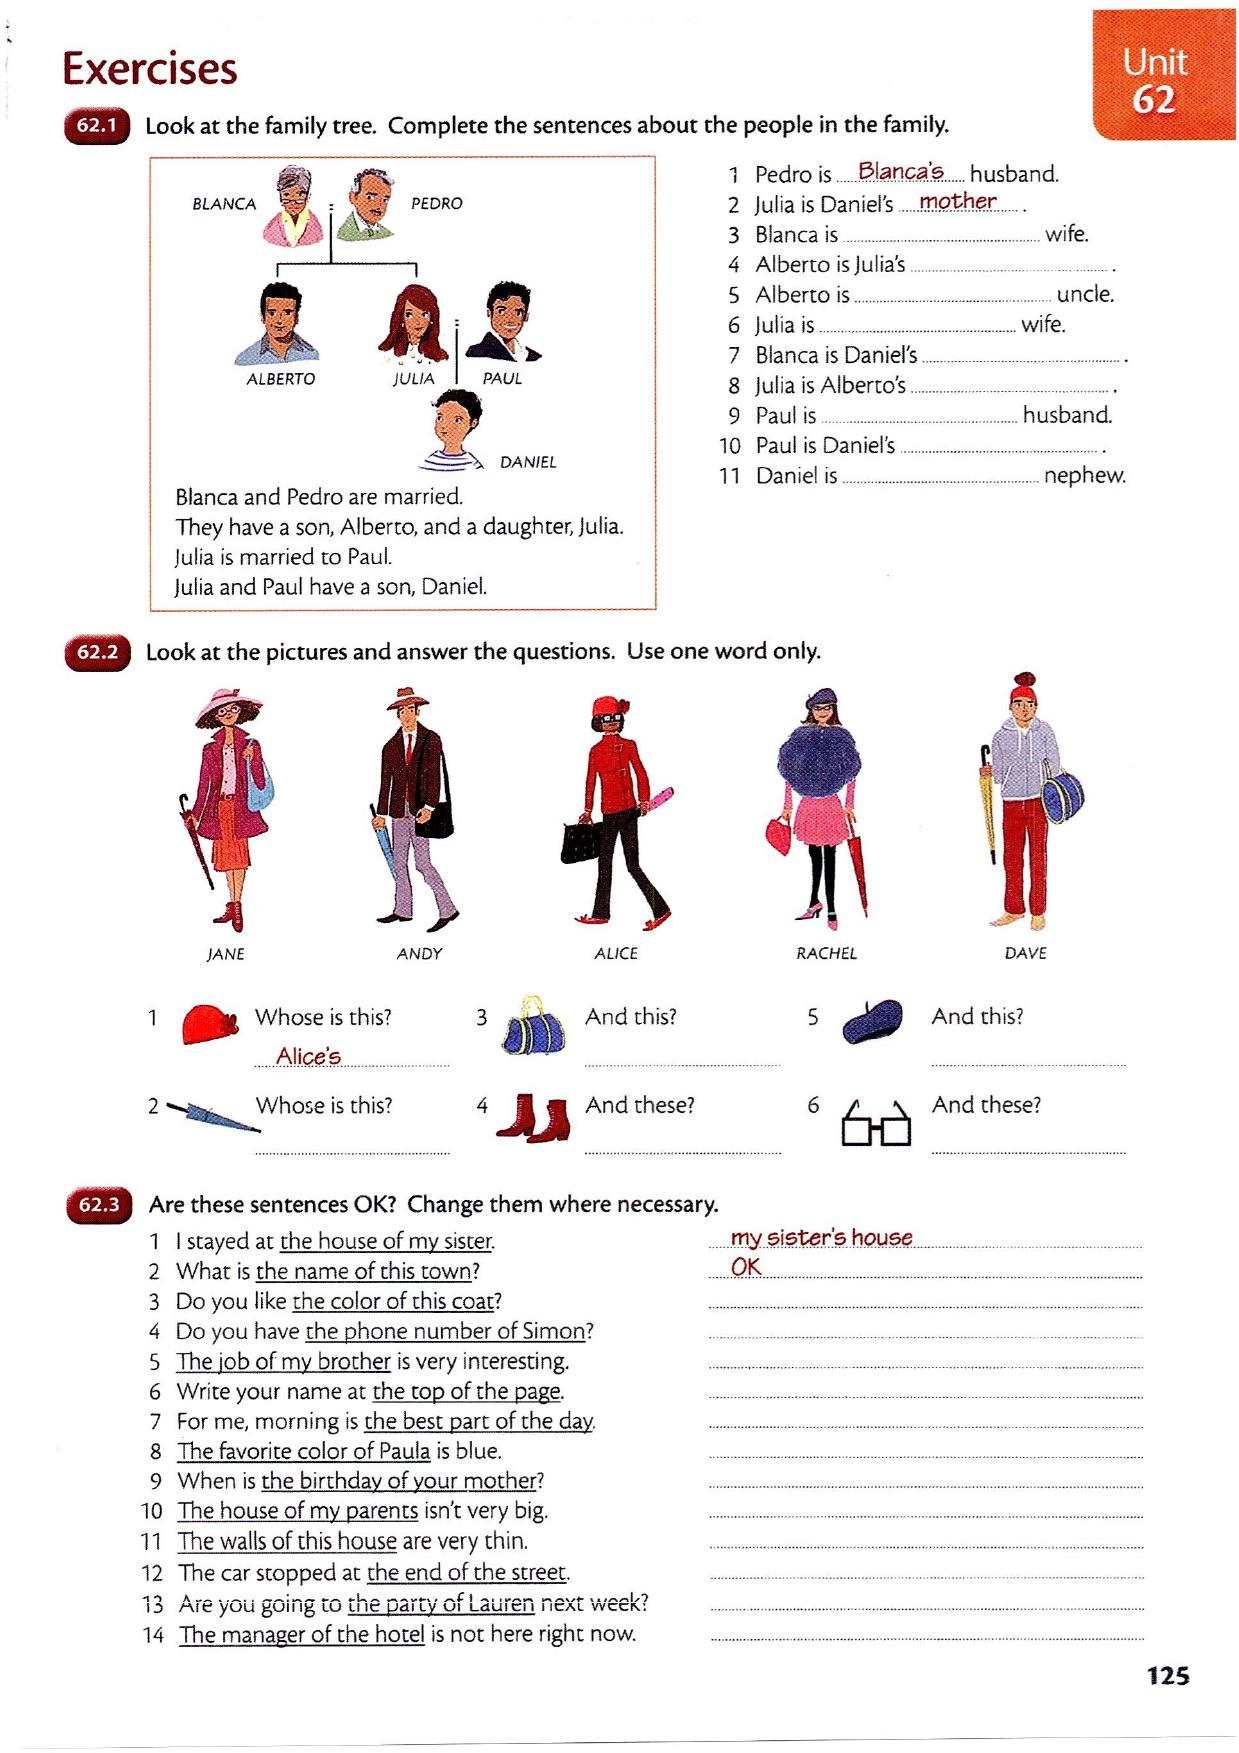 Exercises
Unit
62
62.1 Look at the family tree. Complete the sentences about the people in the family.
BLANCA
PEDRO
ALBERTO
JULIA
PAUL
DANIEL
Blanca and Pedro are married.
They have a son, Alberto, and a daughter, Julia.
Julia is married to Paul.
Julia and Paul have a son, Daniel.
1 Pedro is Blanca's husband.
2 Julia is Daniel's mother .
3 Blanca is wife.
4 Alberto is Julia's .
5 Alberto is uncle.
6 Julia is wife.
7 Blanca is Daniel's .
8 Julia is Alberto's .
9 Paul is husband.
10 Paul is Daniel's .
11 Daniel is nephew.
62.2 Look at the pictures and answer the questions. Use one word only.
JANE
ANDY
ALICE
RACHEL
DAVE
1 Whose is this?
Alice's
3 And this?
5 And this?
2 Whose is this?
4 And these?
6 And these?
62.3 Are these sentences OK? Change them where necessary.
1 I stayed at the house of my sister. my sister's house
2 What is the name of this town? OK
3 Do you like the color of this coat?
4 Do you have the phone number of Simon?
5 The job of my brother is very interesting.
6 Write your name at the top of the page.
7 For me, morning is the best part of the day.
8 The favorite color of Paula is blue.
9 When is the birthday of your mother?
10 The house of my parents isn't very big.
11 The walls of this house are very thin.
12 The car stopped at the end of the street.
13 Are you going to the party of Lauren next week?
14 The manager of the hotel is not here right now.
125